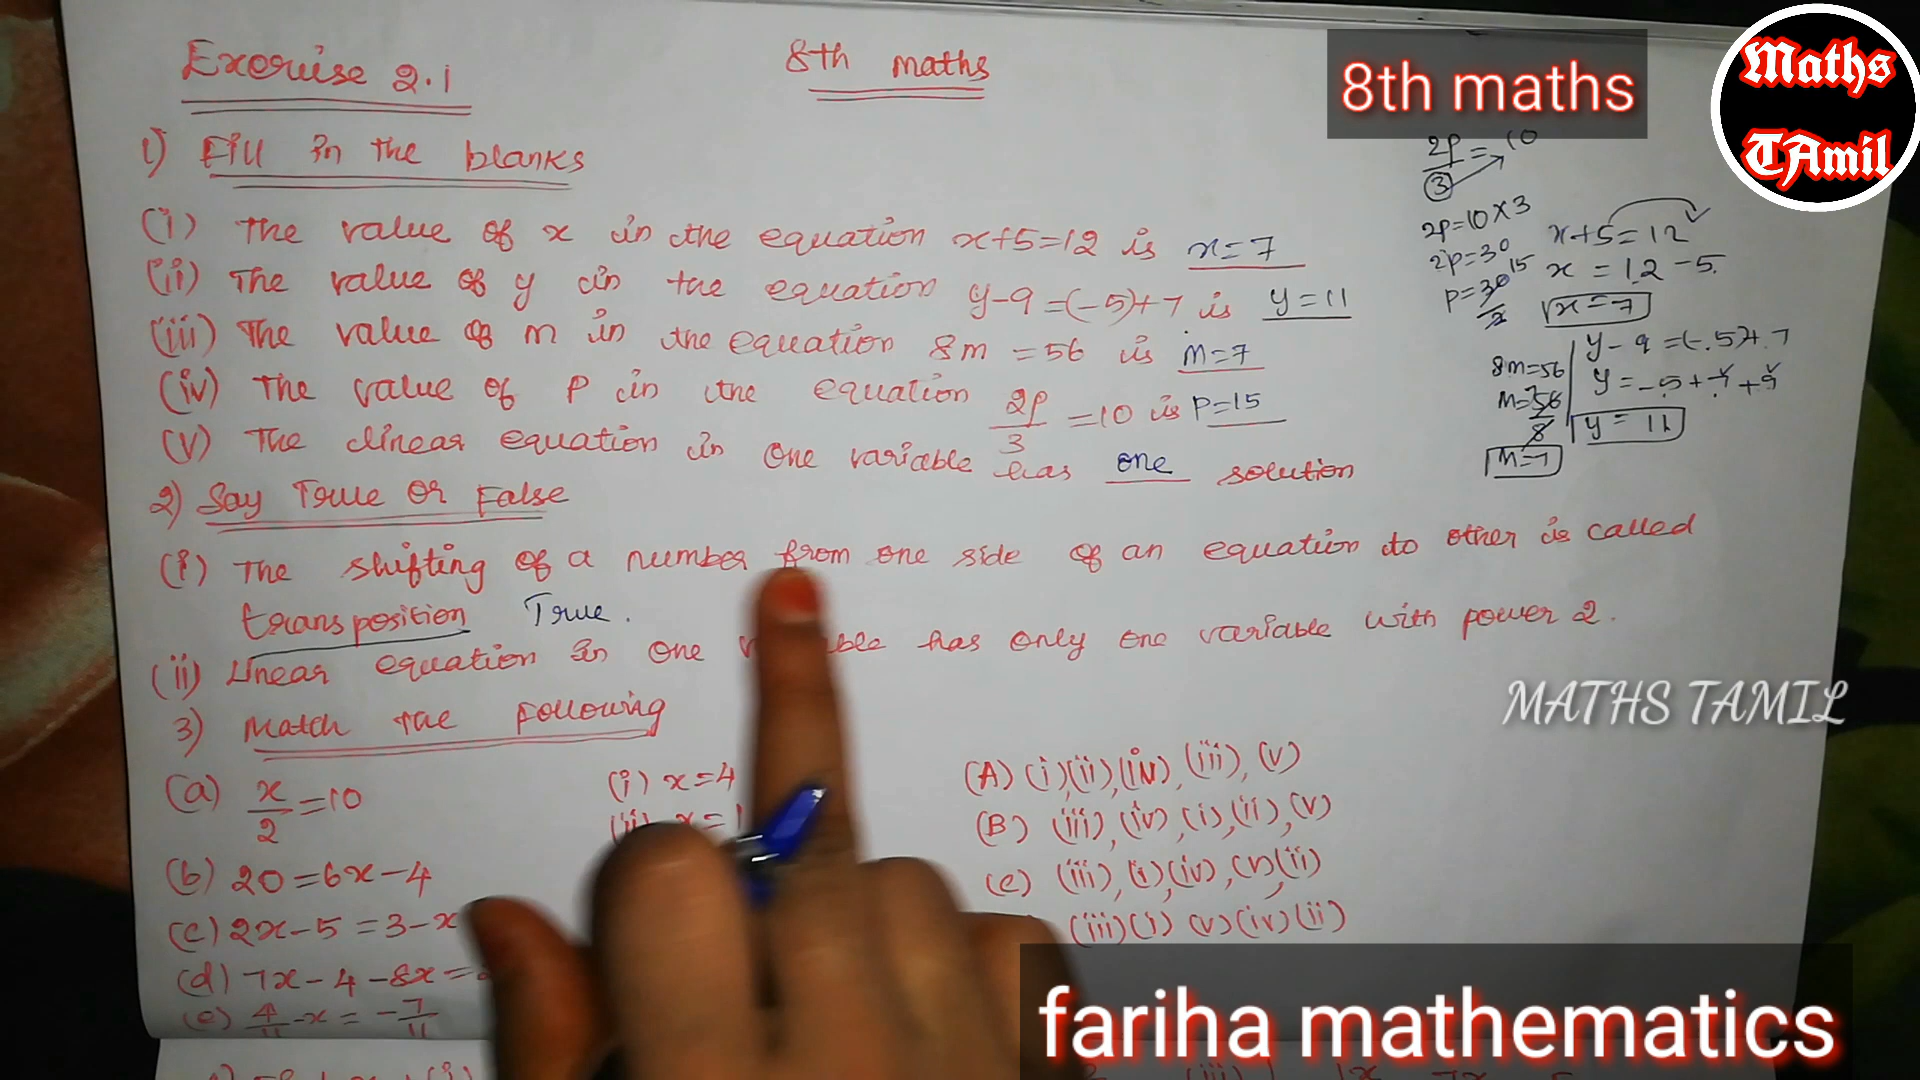 Exercise 2.1
8th maths
8th maths
Maths
TAmil
1) Fill in the blanks
(i) The value of x in the equation x+5=12 is x=7
(ii) The value of y in the equation y-9=(-5)+7 is y=11
(iii) The value of m in the equation 8m=56 is m=7
(iv) The value of p in the equation 2p/3 =10 is p=15
(v) The linear equation in one variable has one solution
2p/3 = 10
2p=10x3
2p=30
p=30/2 15
x+5=12
x=12-5
x=7
8m=56
m=56/8 7
m=7
y-9=(-5)+7
y=-5+7+9
y=11
2) Say True or False
(i) The shifting of a number from one side of an equation to other is called
transposition True.
(ii) Linear equation in one has only one variable with power 2.
MATHS TAMIL
3) Match the Following
(a) x/2 =10
(i) x=4
(A) (i),(ii),(iv),(iii),(v)
(B) (iii),(iv),(i),(ii),(v)
(b) 20=6x-4
(c) (iii),(i),(iv),(v),(ii)
(c) 2x-5=3-x
(iii)(i)(v)(iv)(ii)
(d) 7x-4-8x=
(e) 4/11 -x = -7/11
fariha mathematics